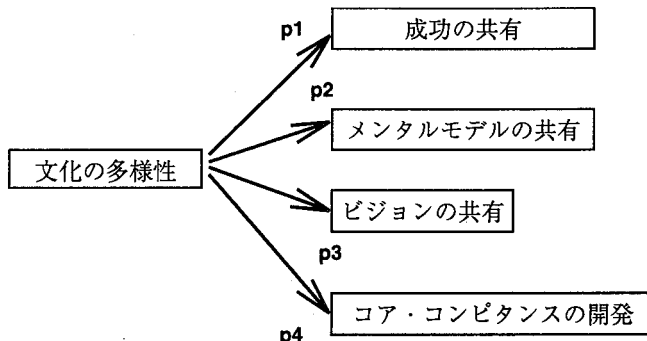 p1
成功の共有
p2
メンタルモデルの共有
文化の多様性
ビジョンの共有
p3
コア・コンピタンスの開発
p4